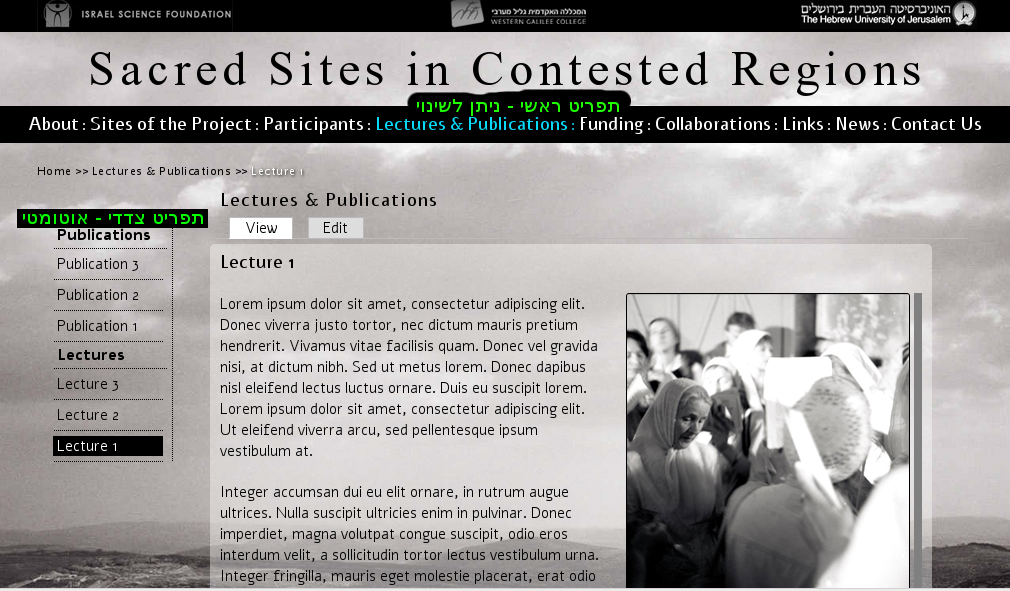 ISRAEL SCIENCE FOUNDATION
המכללה האקדמית גליל מערבי
WESTERN GALILEE COLLEGE
האוניברסיטה העברית בירושלים
The Hebrew University of Jerusalem
Sacred Sites in Contested Regions
תפריט ראשי - ניתן לשינוי
About : Sites of the Project : Participants : Lectures & Publications : Funding : Collaborations : Links : News : Contact Us
Home >> Lectures & Publications >> Lecture 1
תפריט צדדי - אוטומטי
Publications
Publication 3
Publication 2
Publication 1
Lectures
Lecture 3
Lecture 2
Lecture 1
Lectures & Publications
View Edit
Lecture 1
Lorem ipsum dolor sit amet, consectetur adipiscing elit.
Donec viverra justo tortor, nec dictum mauris pretium
hendrerit. Vivamus vitae facilisis quam. Donec vel gravida
nisi, at dictum nibh. Sed ut metus lorem. Donec dapibus
nisl eleifend lectus luctus ornare. Duis eu suscipit lorem.
Lorem ipsum dolor sit amet, consectetur adipiscing elit.
Ut eleifend viverra arcu, sed pellentesque ipsum
vestibulum at.
Integer accumsan dui eu elit ornare, in rutrum augue
ultrices. Nulla suscipit ultricies enim in pulvinar. Donec
imperdiet, magna volutpat congue suscipit, odio eros
interdum velit, a sollicitudin tortor lectus vestibulum urna.
Integer fringilla, mauris eget molestie placerat, erat odio